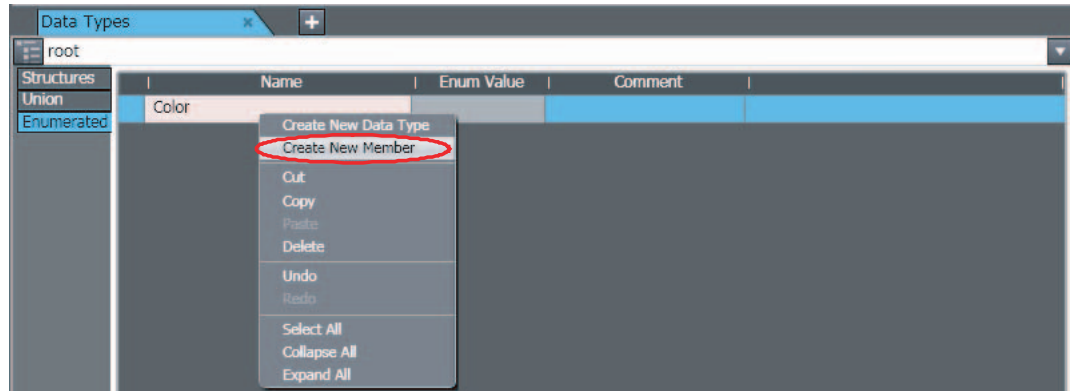 Data Types
root
Structures
Union
Enumerated
Name Enum Value Comment
Color
Create New Data Type
Create New Member
Cut
Copy
Paste
Delete
Undo
Redo
Select All
Collapse All
Expand All